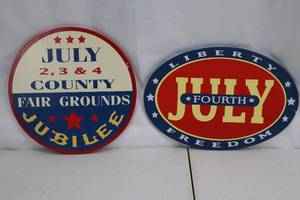 JULY
2, 3 & 4
COUNTY
FAIR GROUNDS
JUBILEE
LIBERTY
JULY
FOURTH
FREEDOM